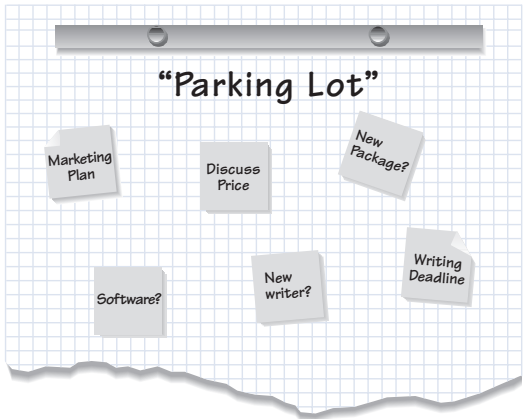 “Parking Lot”
Marketing
Plan
Discuss
Price
New
Package?
Software?
New
writer?
Writing
Deadline